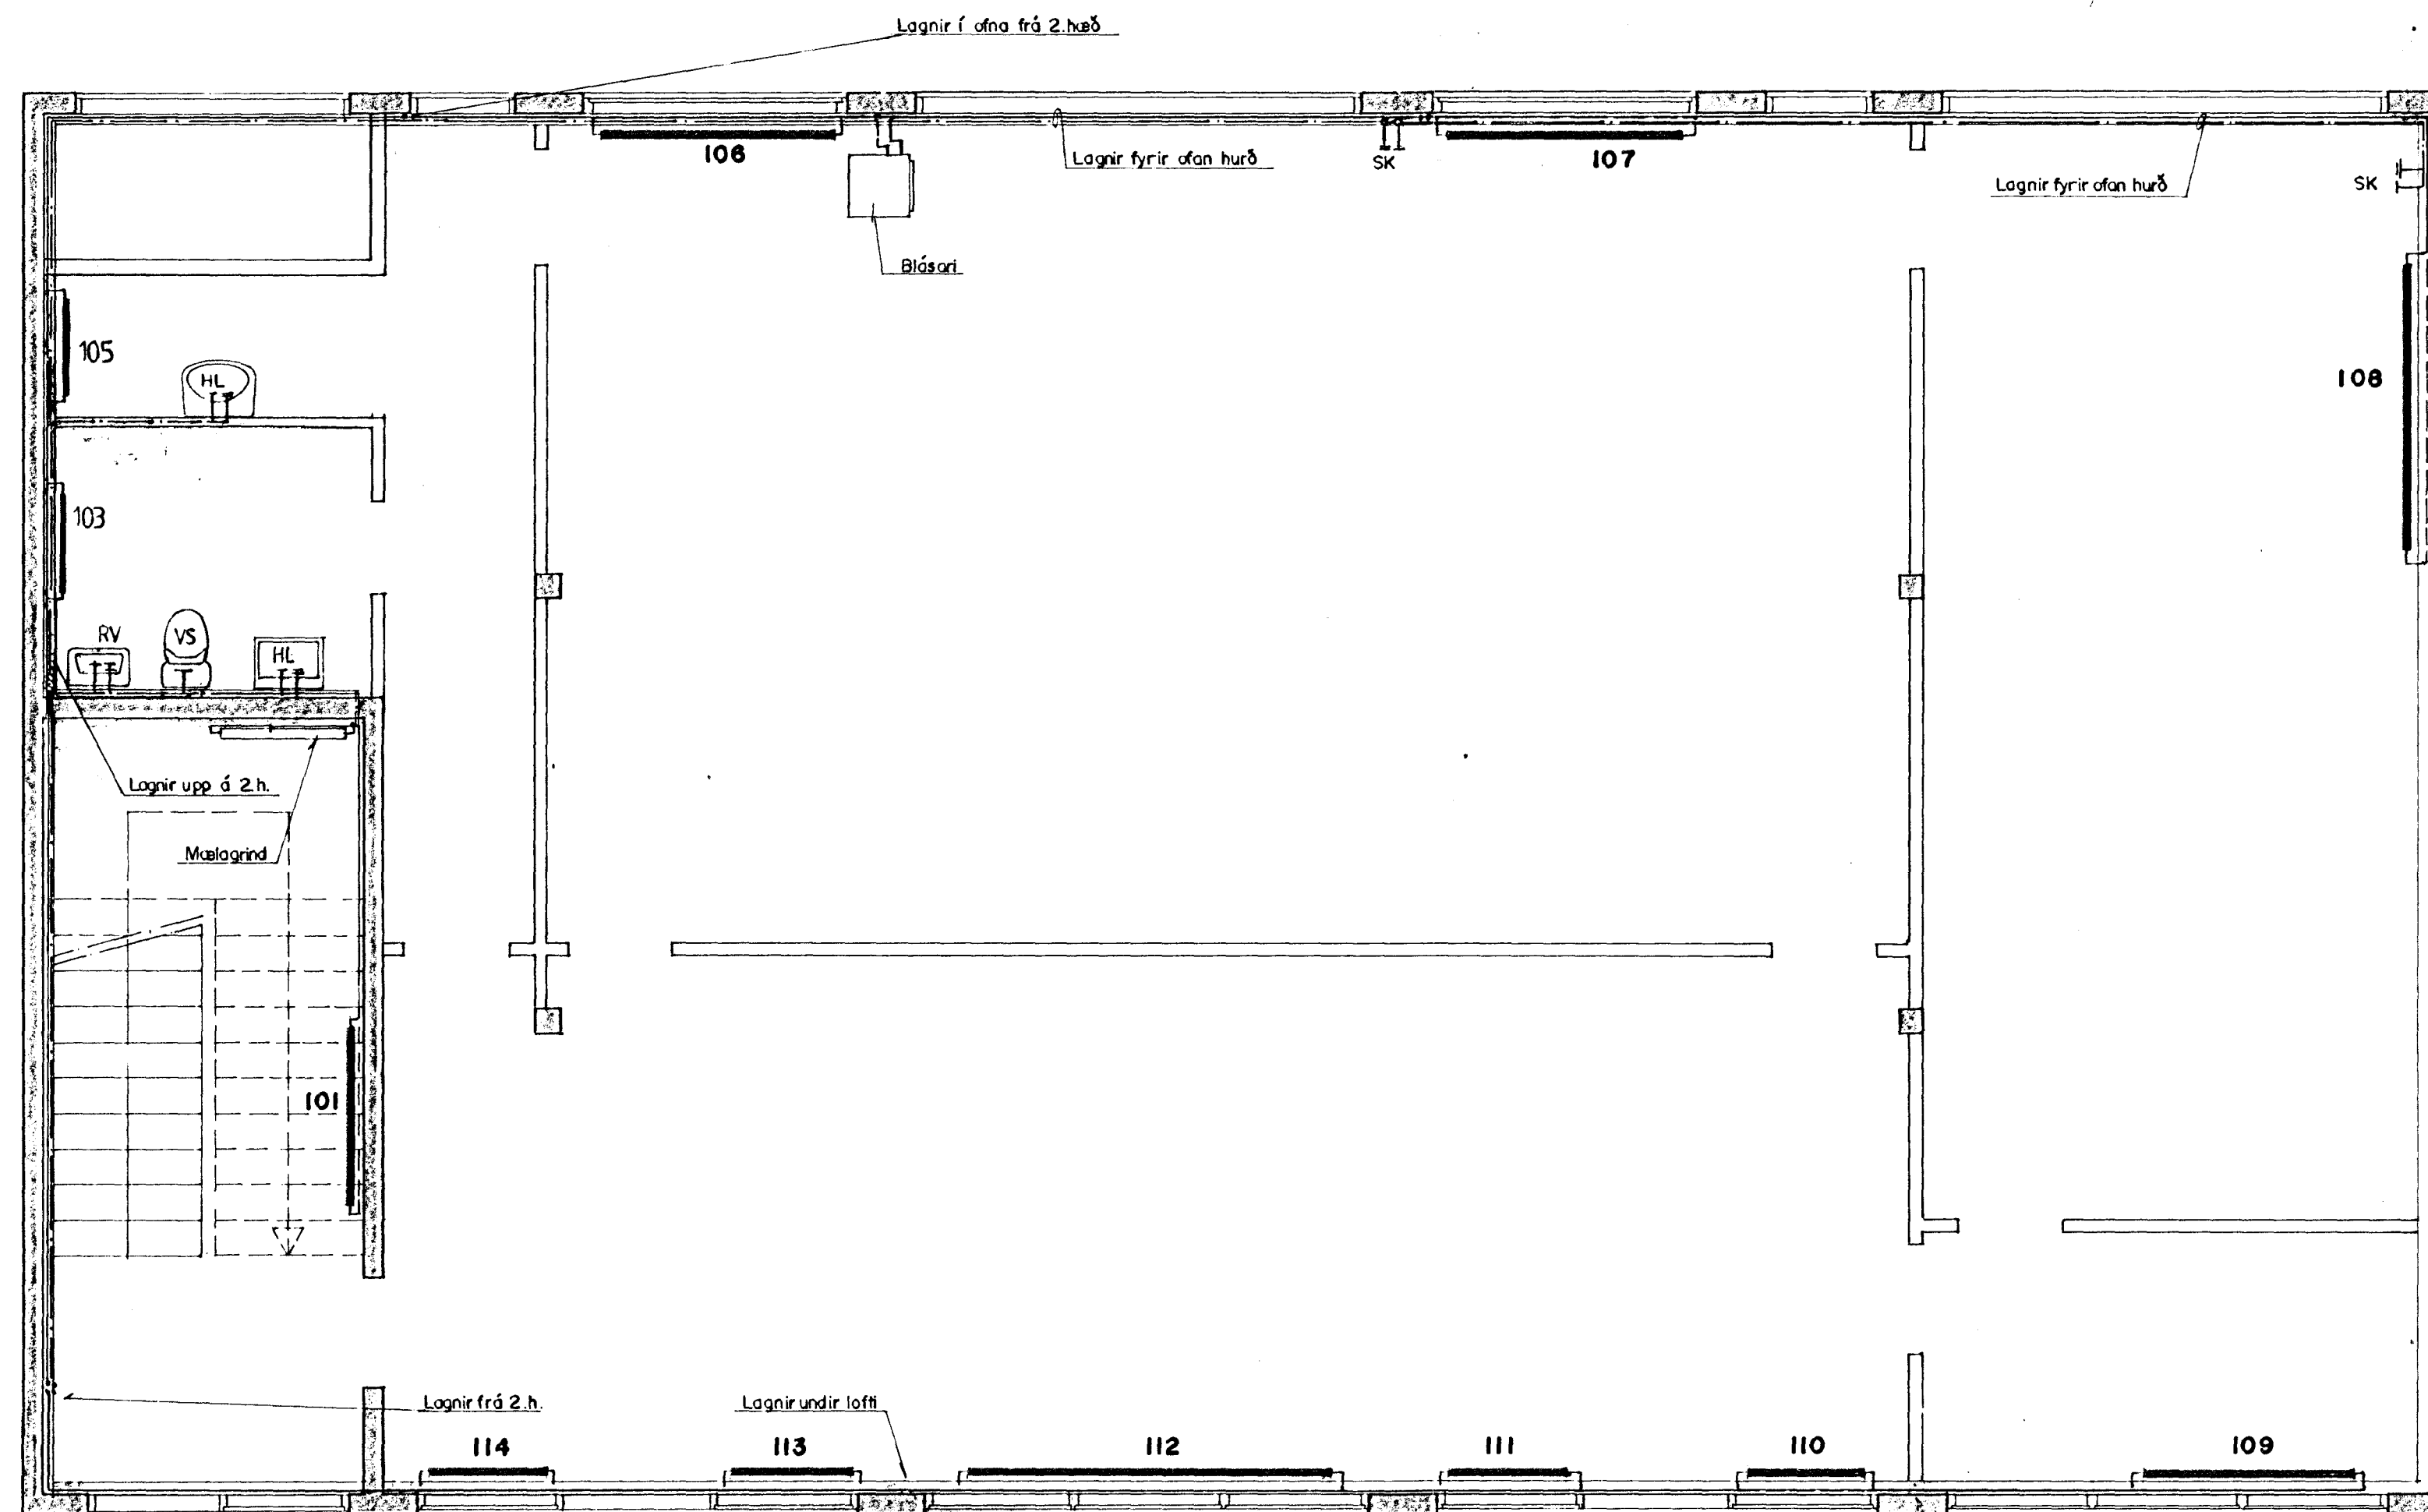 Lagnir í ofna frá 2.hæð
106
Lagnir fyrir ofan hurð
SK
107
Lagnir fyrir ofan hurð
SK
Blásari
105
HL
108
103
RV
VS
HL
Lagnir upp á 2.h.
Mælagrind
101
Lagnir frá 2.h.
Lagnir undir lofti
114
113
112
111
110
109